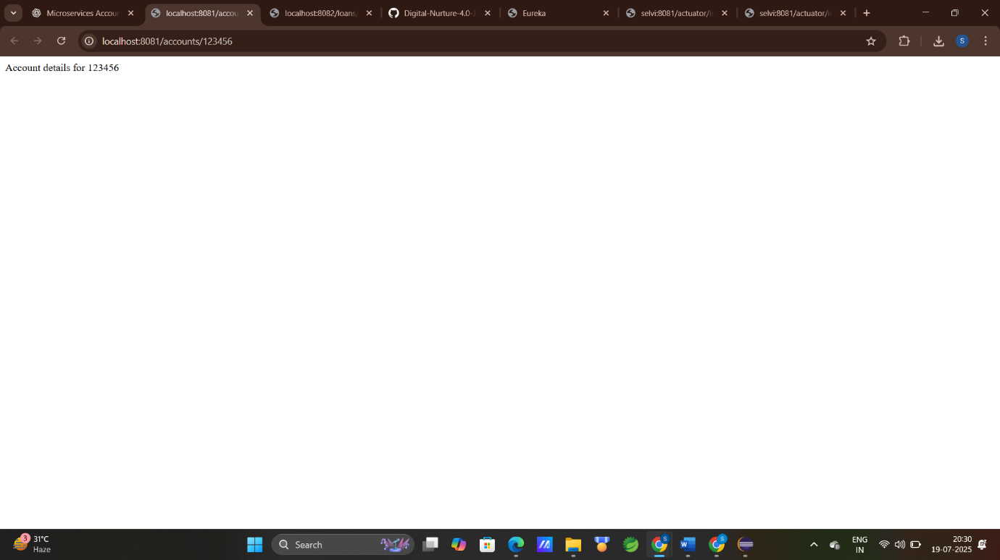 Microservices Accoun
localhost:8081/accou
localhost:8082/loans/
Digital-Nurture-4.0-J
Eureka
selvi:8081/actuator/i
selvi:8081/actuator/i
localhost:8081/accounts/123456
S
Account details for 123456
3
31°C
Haze
Search
ENG
IN
20:30
19-07-2025